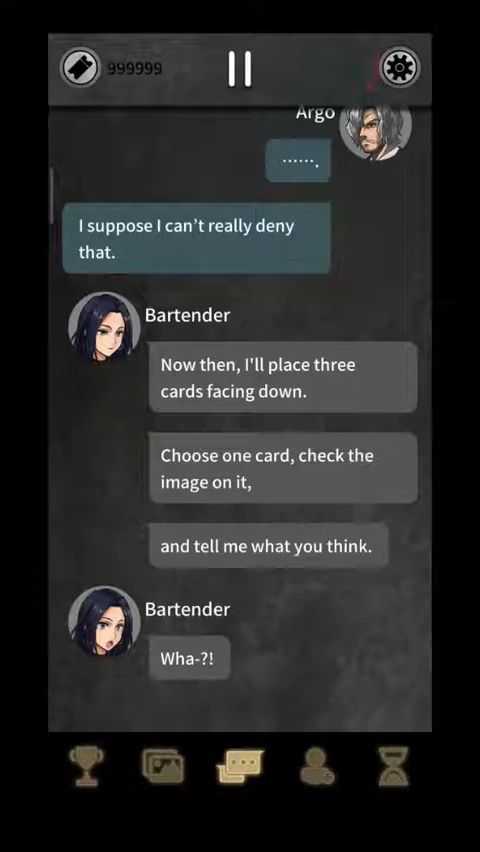 999999
Argo
·······.
I suppose I can't really deny
that.
Bartender
Now then, I'll place three
cards facing down.
Choose one card, check the
image on it,
and tell me what you think.
Bartender
Wha-?!